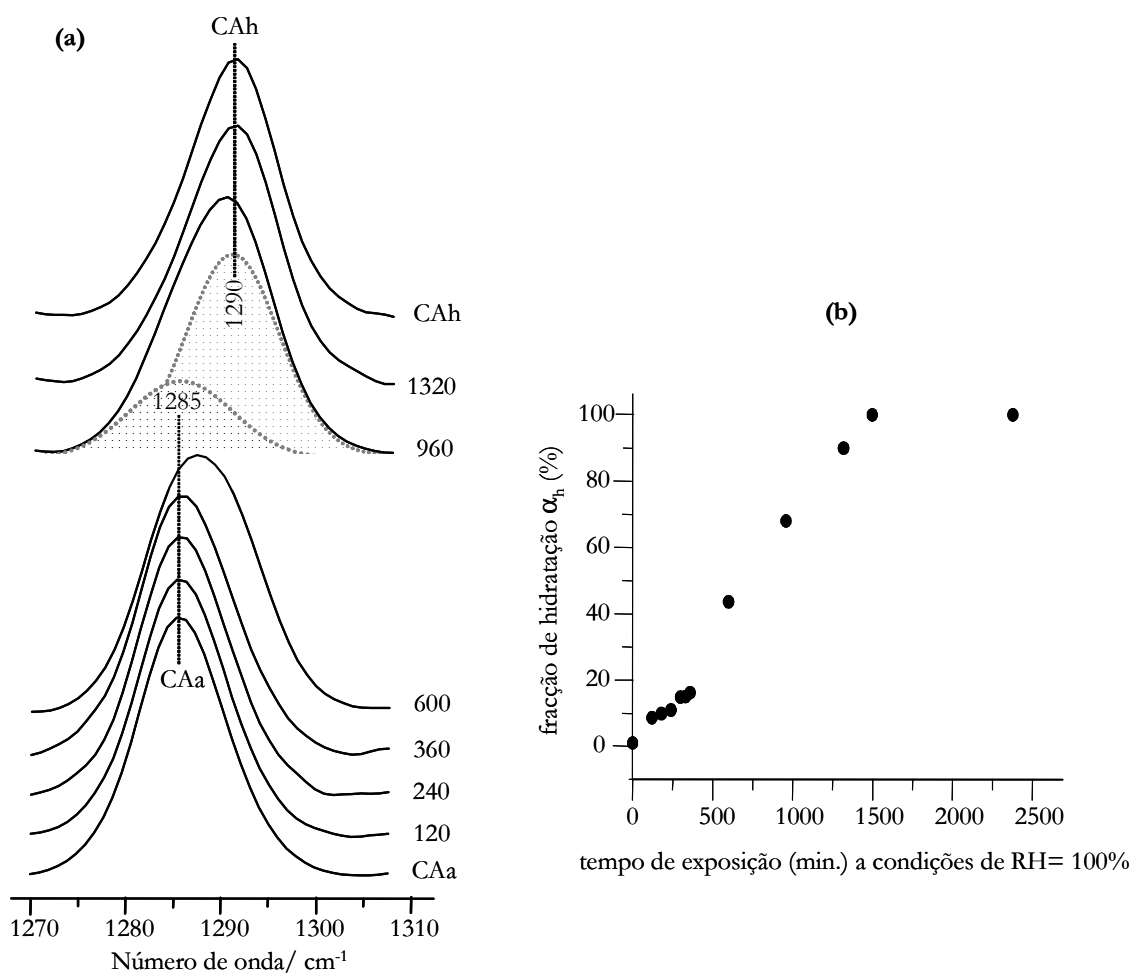 (a)
CAh
1290
CAh
1320
1285
960
CAa
600
360
240
120
CAa
1270 1280 1290 1300 1310
Número de onda/ cm-1
(b)
fracção de hidratação αh (%)
100
80
60
40
20
0
0 500 1000 1500 2000 2500
tempo de exposição (min.) a condições de RH= 100%